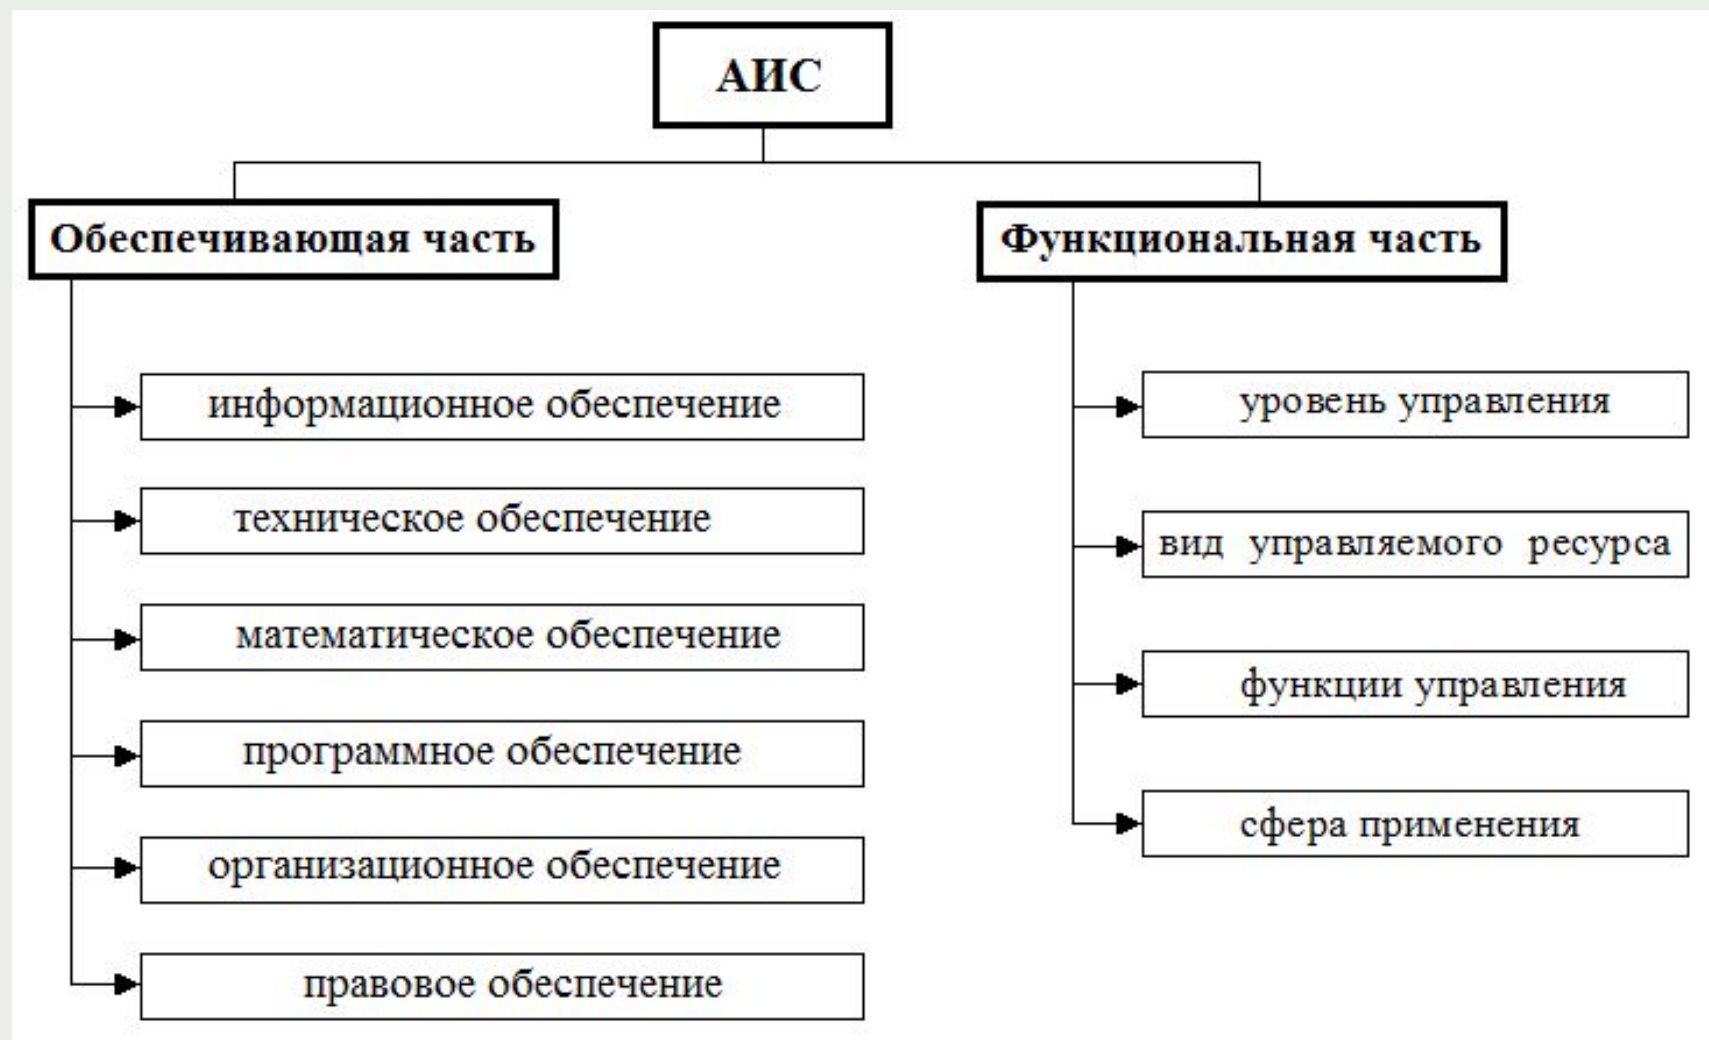 АИС
Обеспечивающая часть
информационное обеспечение
техническое обеспечение
математическое обеспечение
программное обеспечение
организационное обеспечение
правовое обеспечение
Функциональная часть
уровень управления
вид управляемого ресурса
функции управления
сфера применения